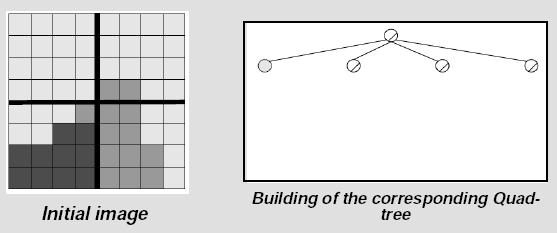 Initial image
Building of the corresponding Quad-
tree